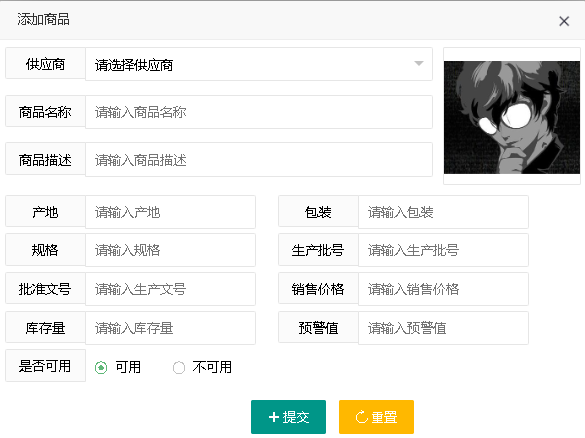 添加商品
供应商 请选择供应商
商品名称 请输入商品名称
商品描述 请输入商品描述
产地 请输入产地 包装 请输入包装
规格 请输入规格 生产批号 请输入生产批号
批准文号 请输入生产文号 销售价格 请输入销售价格
库存量 请输入库存量 预警值 请输入预警值
是否可用 可用 不可用
提交 重置